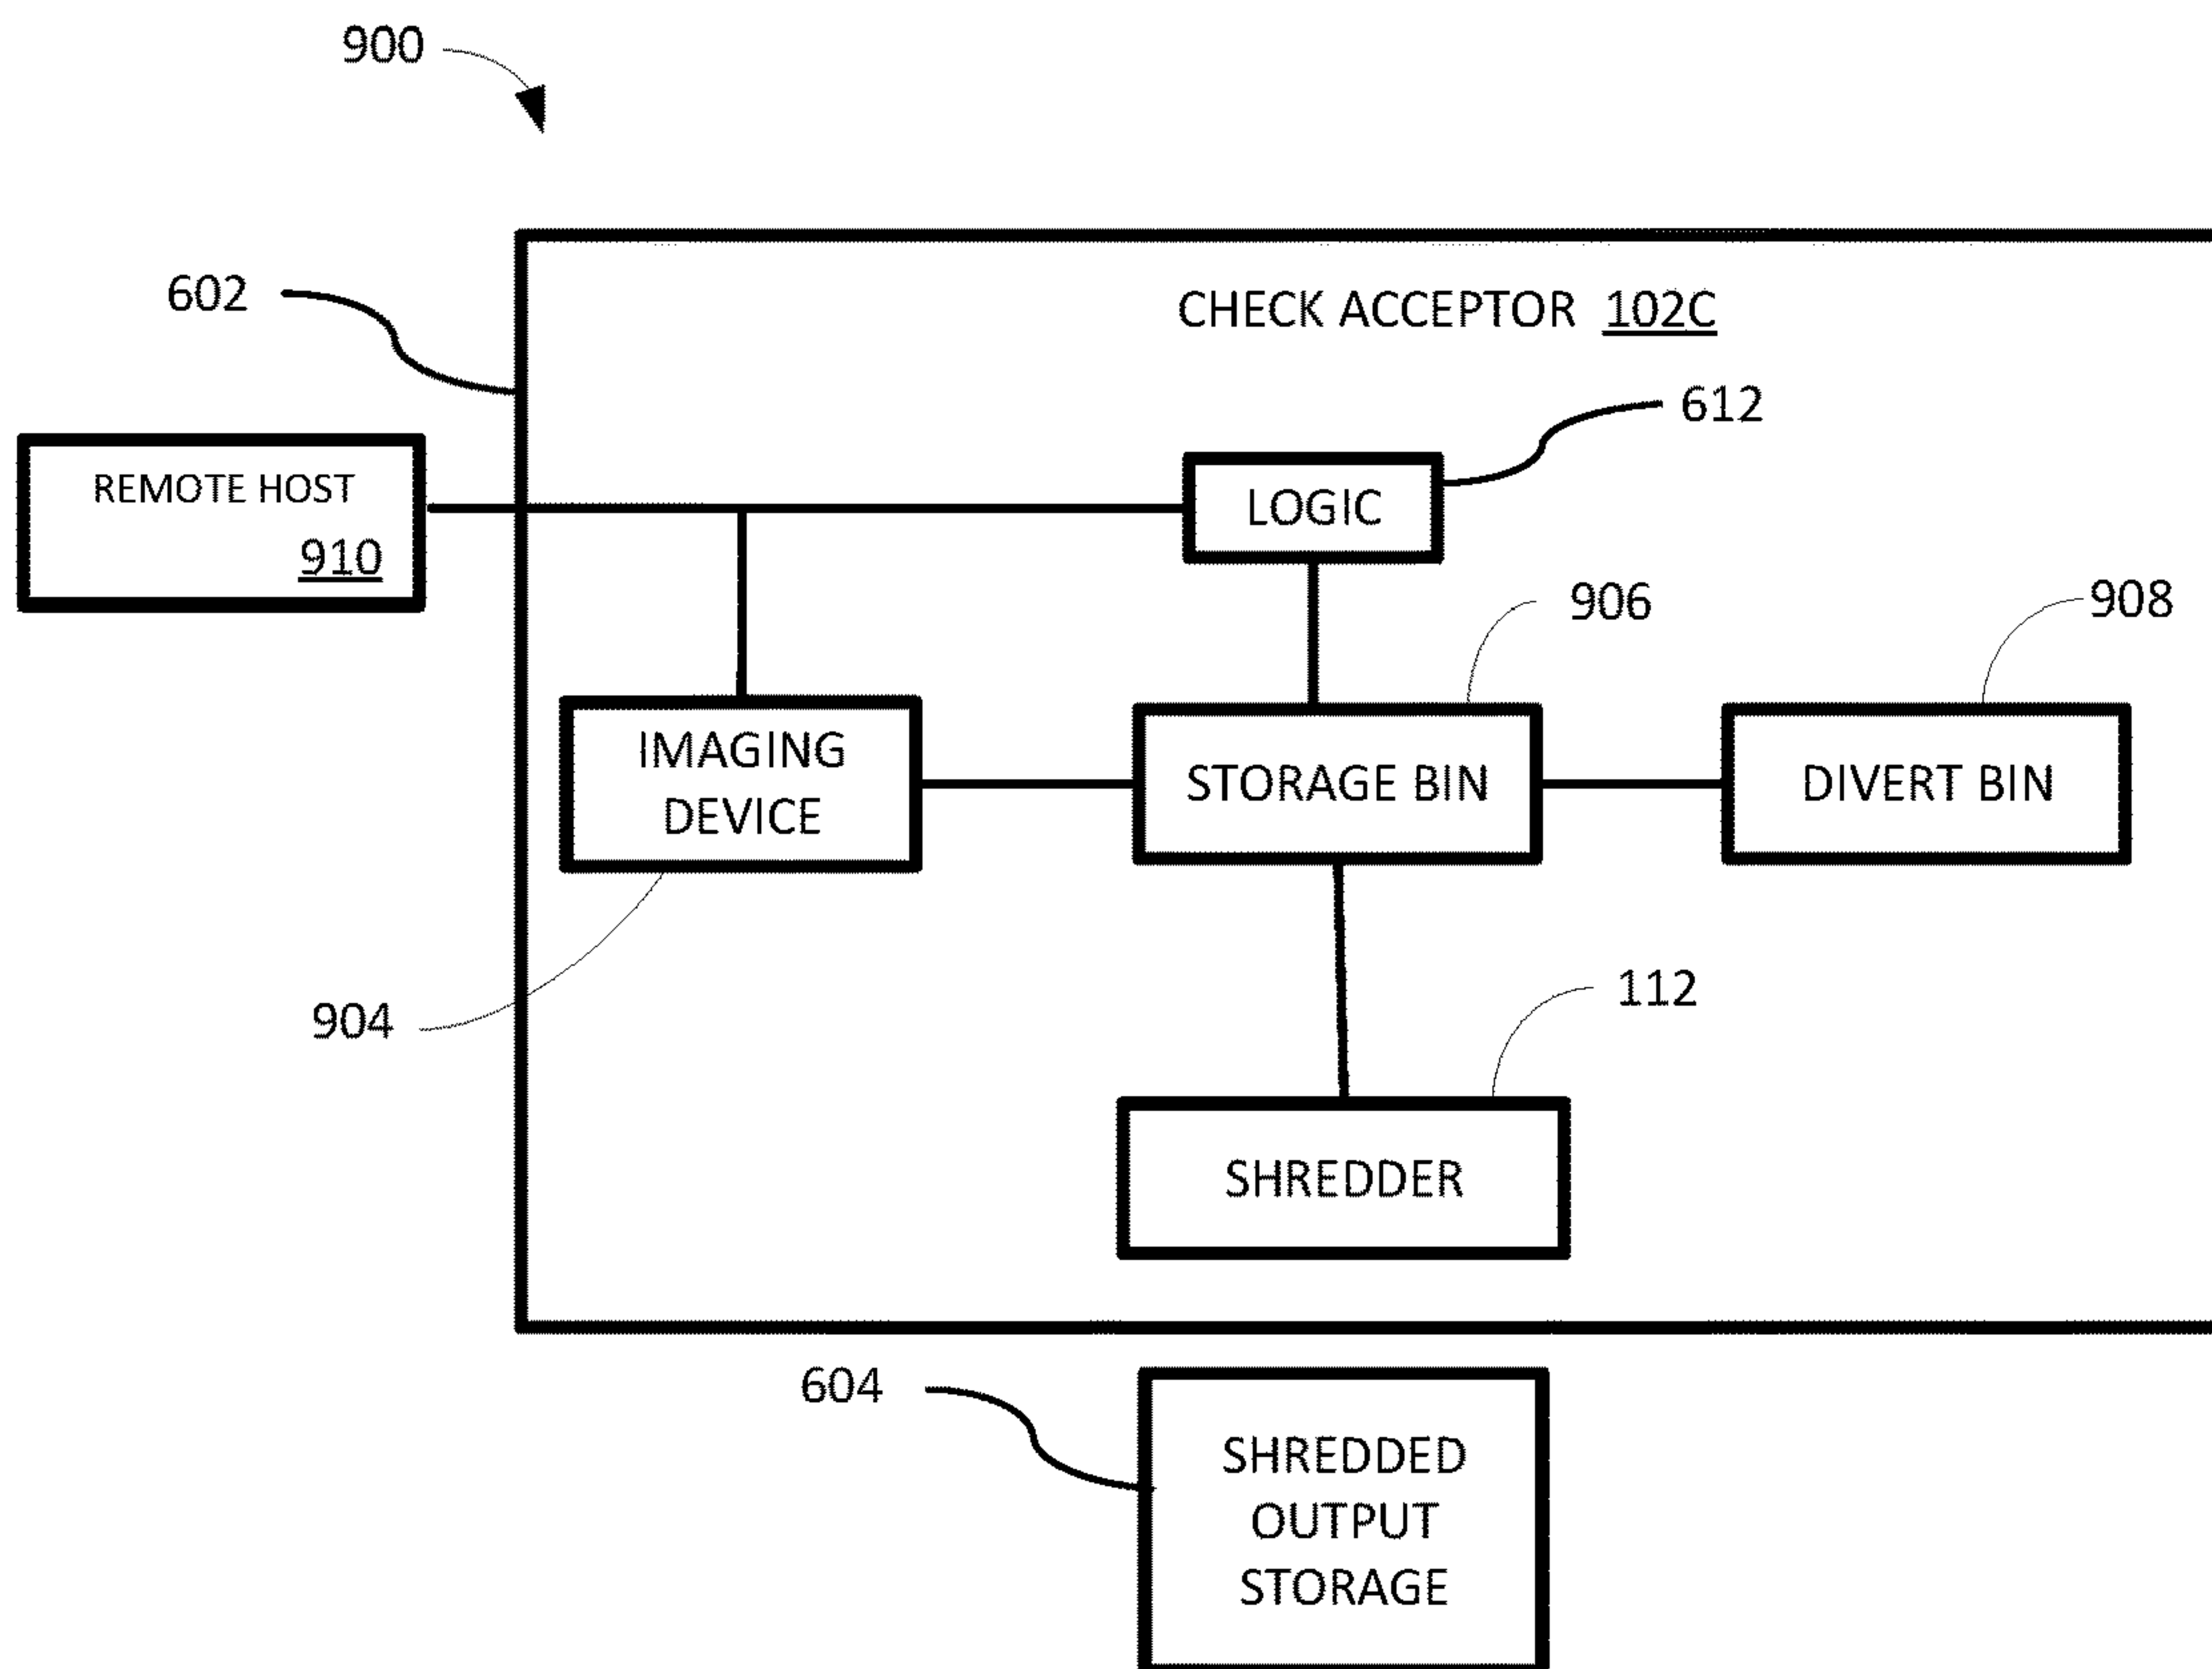 900
602
CHECK ACCEPTOR 102C
612
REMOTE HOST
910
LOGIC
906
908
IMAGING
DEVICE
STORAGE BIN
DIVERT BIN
904
112
SHREDDER
604
SHREDDED
OUTPUT
STORAGE